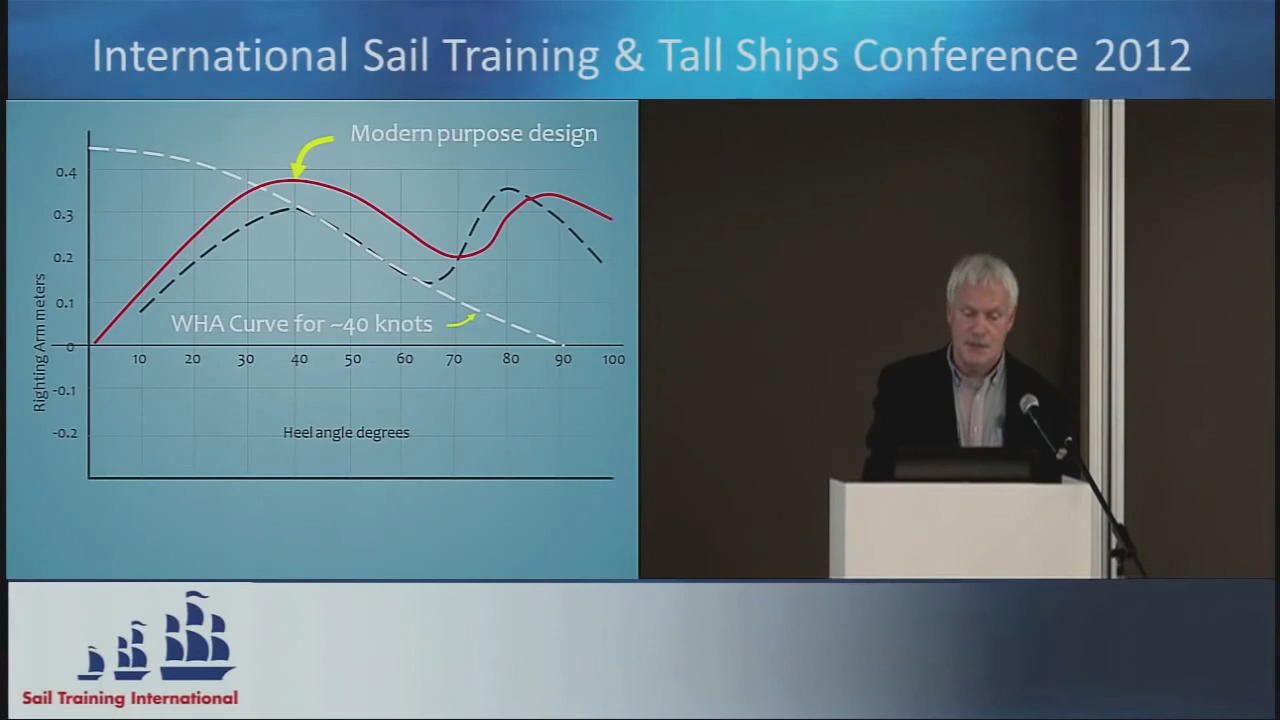 International Sail Training & Tall Ships Conference 2012
Modern purpose design
0.4
0.3
0.2
0.1
0
-0.1
-0.2
Righting Arm meters
WHA Curve for ~40 knots
10 20 30 40 50 60 70 80 90 100
Heel angle degrees
Sail Training International